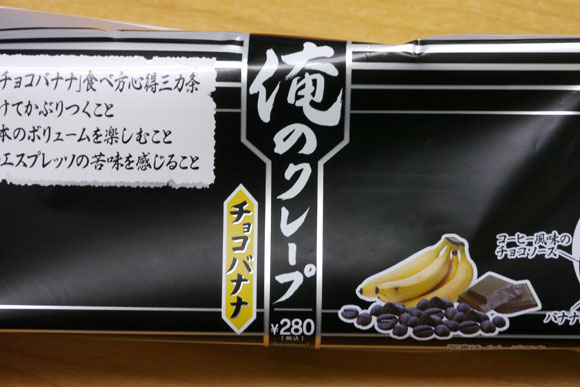 チョコバナナ」食べ方心得三カ条
けてかぶりつくこと
本のボリュームを楽しむこと
エスプレッソの苦味を感じること
俺のクレープ
チョコバナナ
¥280
[税込]
コーヒー風味の
チョコソース
バナナ